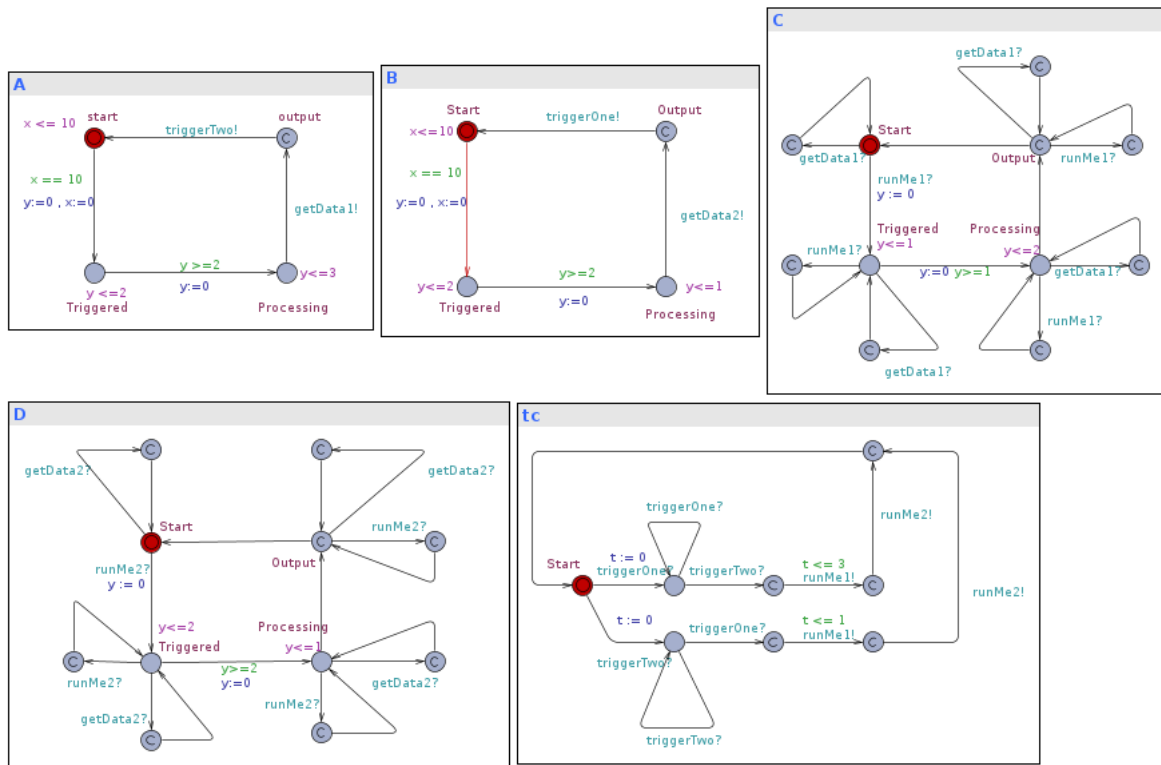 A
start
output
x <= 10
triggerTwo!
x == 10
y:=0 , x:=0
getData1!
y >=2
y:=0
y<=3
y <=2
Triggered
Processing
B
Start
Output
x<=10
triggerOne!
x == 10
y:=0 , x:=0
getData2!
y>=2
y:=0
y<=2
y<=1
Triggered
Processing
C
getData1?
C
C
Start
C
C
getData1?
Output
runMe1?
runMe1?
y := 0
Triggered
Processing
y<=1
y<=2
runMe1?
C
y:=0 y>=1
getData1?
C
runMe1?
C
C
getData1?
D
C
C
getData2?
getData2?
Start
runMe2?
C
C
runMe2?
Output
y := 0
y<=2
Processing
Triggered
y<=1
C
C
runMe2?
y>=2
y:=0
getData2?
getData2?
runMe2?
C
C
tc
C
triggerOne?
runMe2!
Start
t := 0
triggerOne?
triggerTwo?
C
t <= 3
runMe1!
C
runMe2!
t := 0
triggerOne?
C
t <= 1
runMe1!
C
triggerTwo?
triggerTwo?